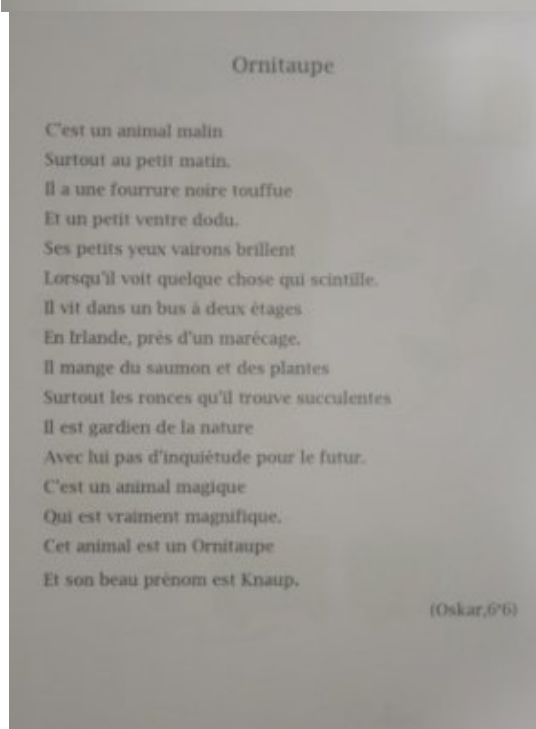 Ornitaupe
C'est un animal malin
Surtout au petit matin.
Il a une fourrure noire touffue
Et un petit ventre dodu.
Ses petits yeux vairons brillent
Lorsqu'il voit quelque chose qui scintille.
Il vit dans un bus à deux étages
En Irlande, près d'un marécage.
Il mange du saumon et des plantes
Surtout les ronces qu'il trouve succulentes
Il est gardien de la nature
Avec lui pas d'inquiétude pour le futur.
C'est un animal magique
Qui est vraiment magnifique.
Cet animal est un Ornitaupe
Et son beau prénom est Knaup.
(Oskar,6°6)